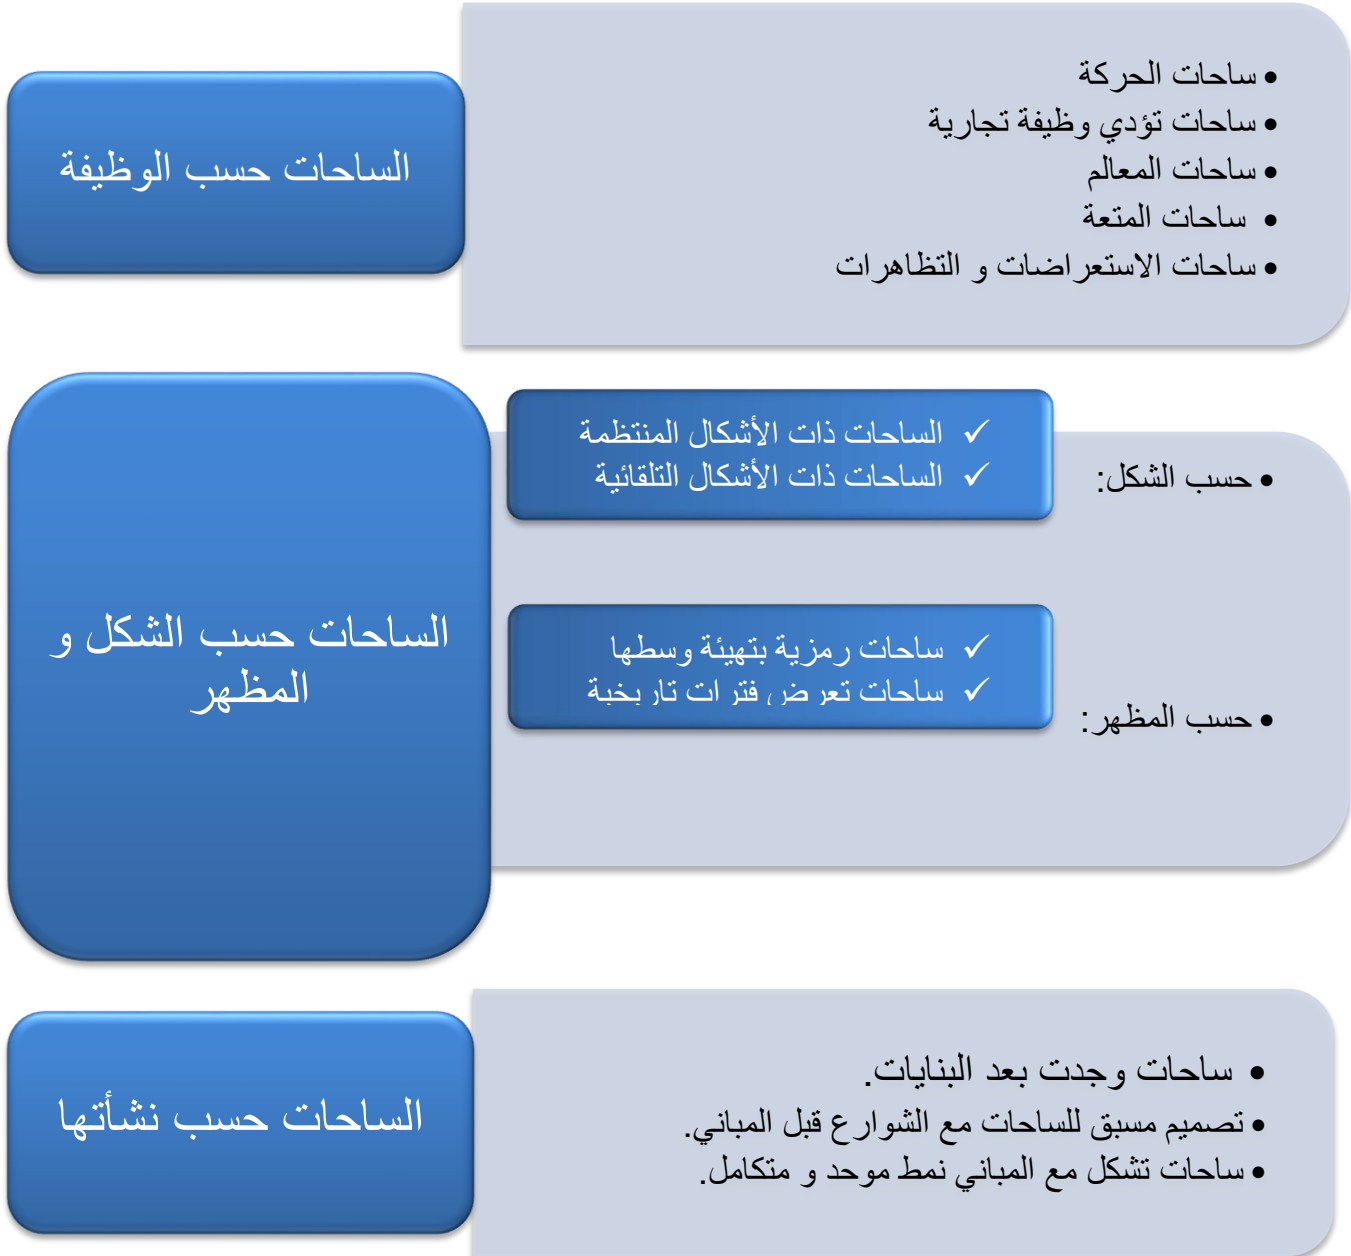 الساحات حسب الوظيفة
• ساحات الحركة
• ساحات تؤدي وظيفة تجارية
• ساحات المعالم
• ساحات المتعة
• ساحات الاستعراضات و التظاهرات
الساحات حسب الشكل و
المظهر
• حسب الشكل:
✓ الساحات ذات الأشكال المنتظمة
✓ الساحات ذات الأشكال التلقائية
• حسب المظهر:
✓ ساحات رمزية بتهيئة وسطها
✓ ساحات تعرض فترات تاريخية
الساحات حسب نشأتها
• ساحات وجدت بعد البنايات.
• تصميم مسبق للساحات مع الشوارع قبل المباني.
• ساحات تشكل مع المباني نمط موحد و متكامل.